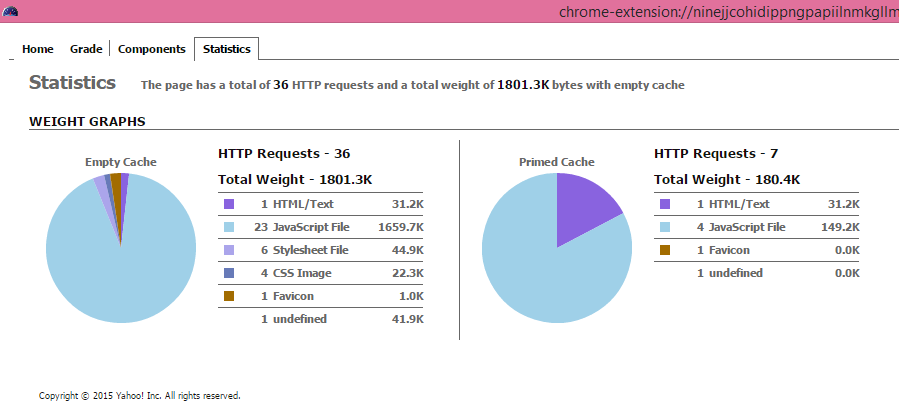 chrome-extension://ninejjcohidippngpapiilnmkgllm
Home Grade Components Statistics
Statistics The page has a total of 36 HTTP requests and a total weight of 1801.3K bytes with empty cache
WEIGHT GRAPHS
Empty Cache
HTTP Requests - 36
Total Weight - 1801.3K
1 HTML/Text 31.2K
23 JavaScript File 1659.7K
6 Stylesheet File 44.9K
4 CSS Image 22.3K
1 Favicon 1.0K
1 undefined 41.9K
Primed Cache
HTTP Requests - 7
Total Weight - 180.4K
1 HTML/Text 31.2K
4 JavaScript File 149.2K
1 Favicon 0.0K
1 undefined 0.0K
Copyright © 2015 Yahoo! Inc. All rights reserved.